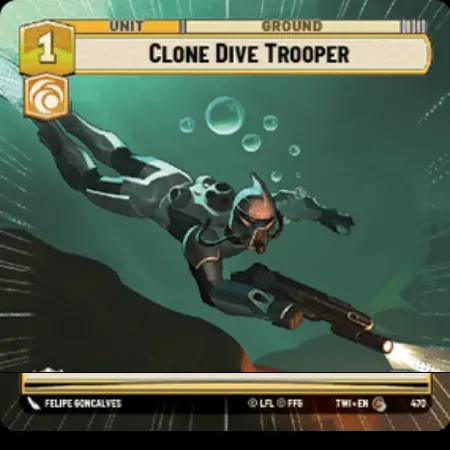 UNIT GROUND
1 CLONE DIVE TROOPER
FELIPE GONCALVES © LFL © FFG TWI • EN 470